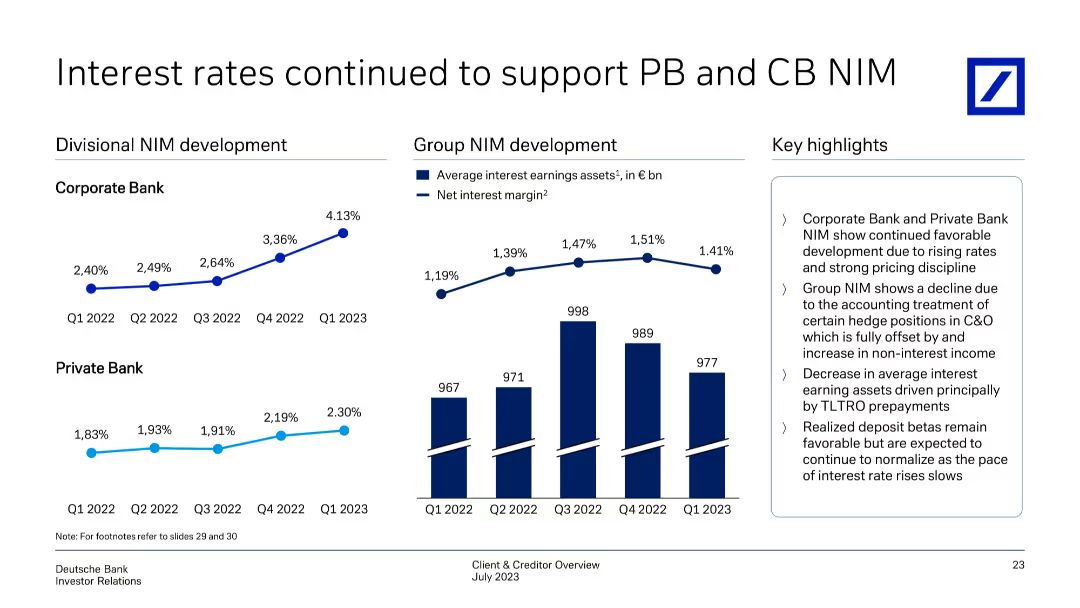 Interest rates continued to support PB and CB NIM
Divisional NIM development
Corporate Bank
2,40%
2,49%
2,64%
3,36%
4.13%
Q1 2022
Q2 2022
Q3 2022
Q4 2022
Q1 2023
Private Bank
1,83%
1,93%
1,91%
2,19%
2.30%
Q1 2022
Q2 2022
Q3 2022
Q4 2022
Q1 2023
Group NIM development
Average interest earnings assets¹, in € bn
Net interest margin²
1,19%
1,39%
1,47%
1,51%
1.41%
967
971
998
989
977
Q1 2022
Q2 2022
Q3 2022
Q4 2022
Q1 2023
Key highlights
〉 Corporate Bank and Private Bank
NIM show continued favorable
development due to rising rates
and strong pricing discipline
〉 Group NIM shows a decline due
to the accounting treatment of
certain hedge positions in C&O
which is fully offset by and
increase in non-interest income
〉 Decrease in average interest
earning assets driven principally
by TLTRO prepayments
〉 Realized deposit betas remain
favorable but are expected to
continue to normalize as the pace
of interest rate rises slows
Note: For footnotes refer to slides 29 and 30
Deutsche Bank
Investor Relations
Client & Creditor Overview
July 2023
23